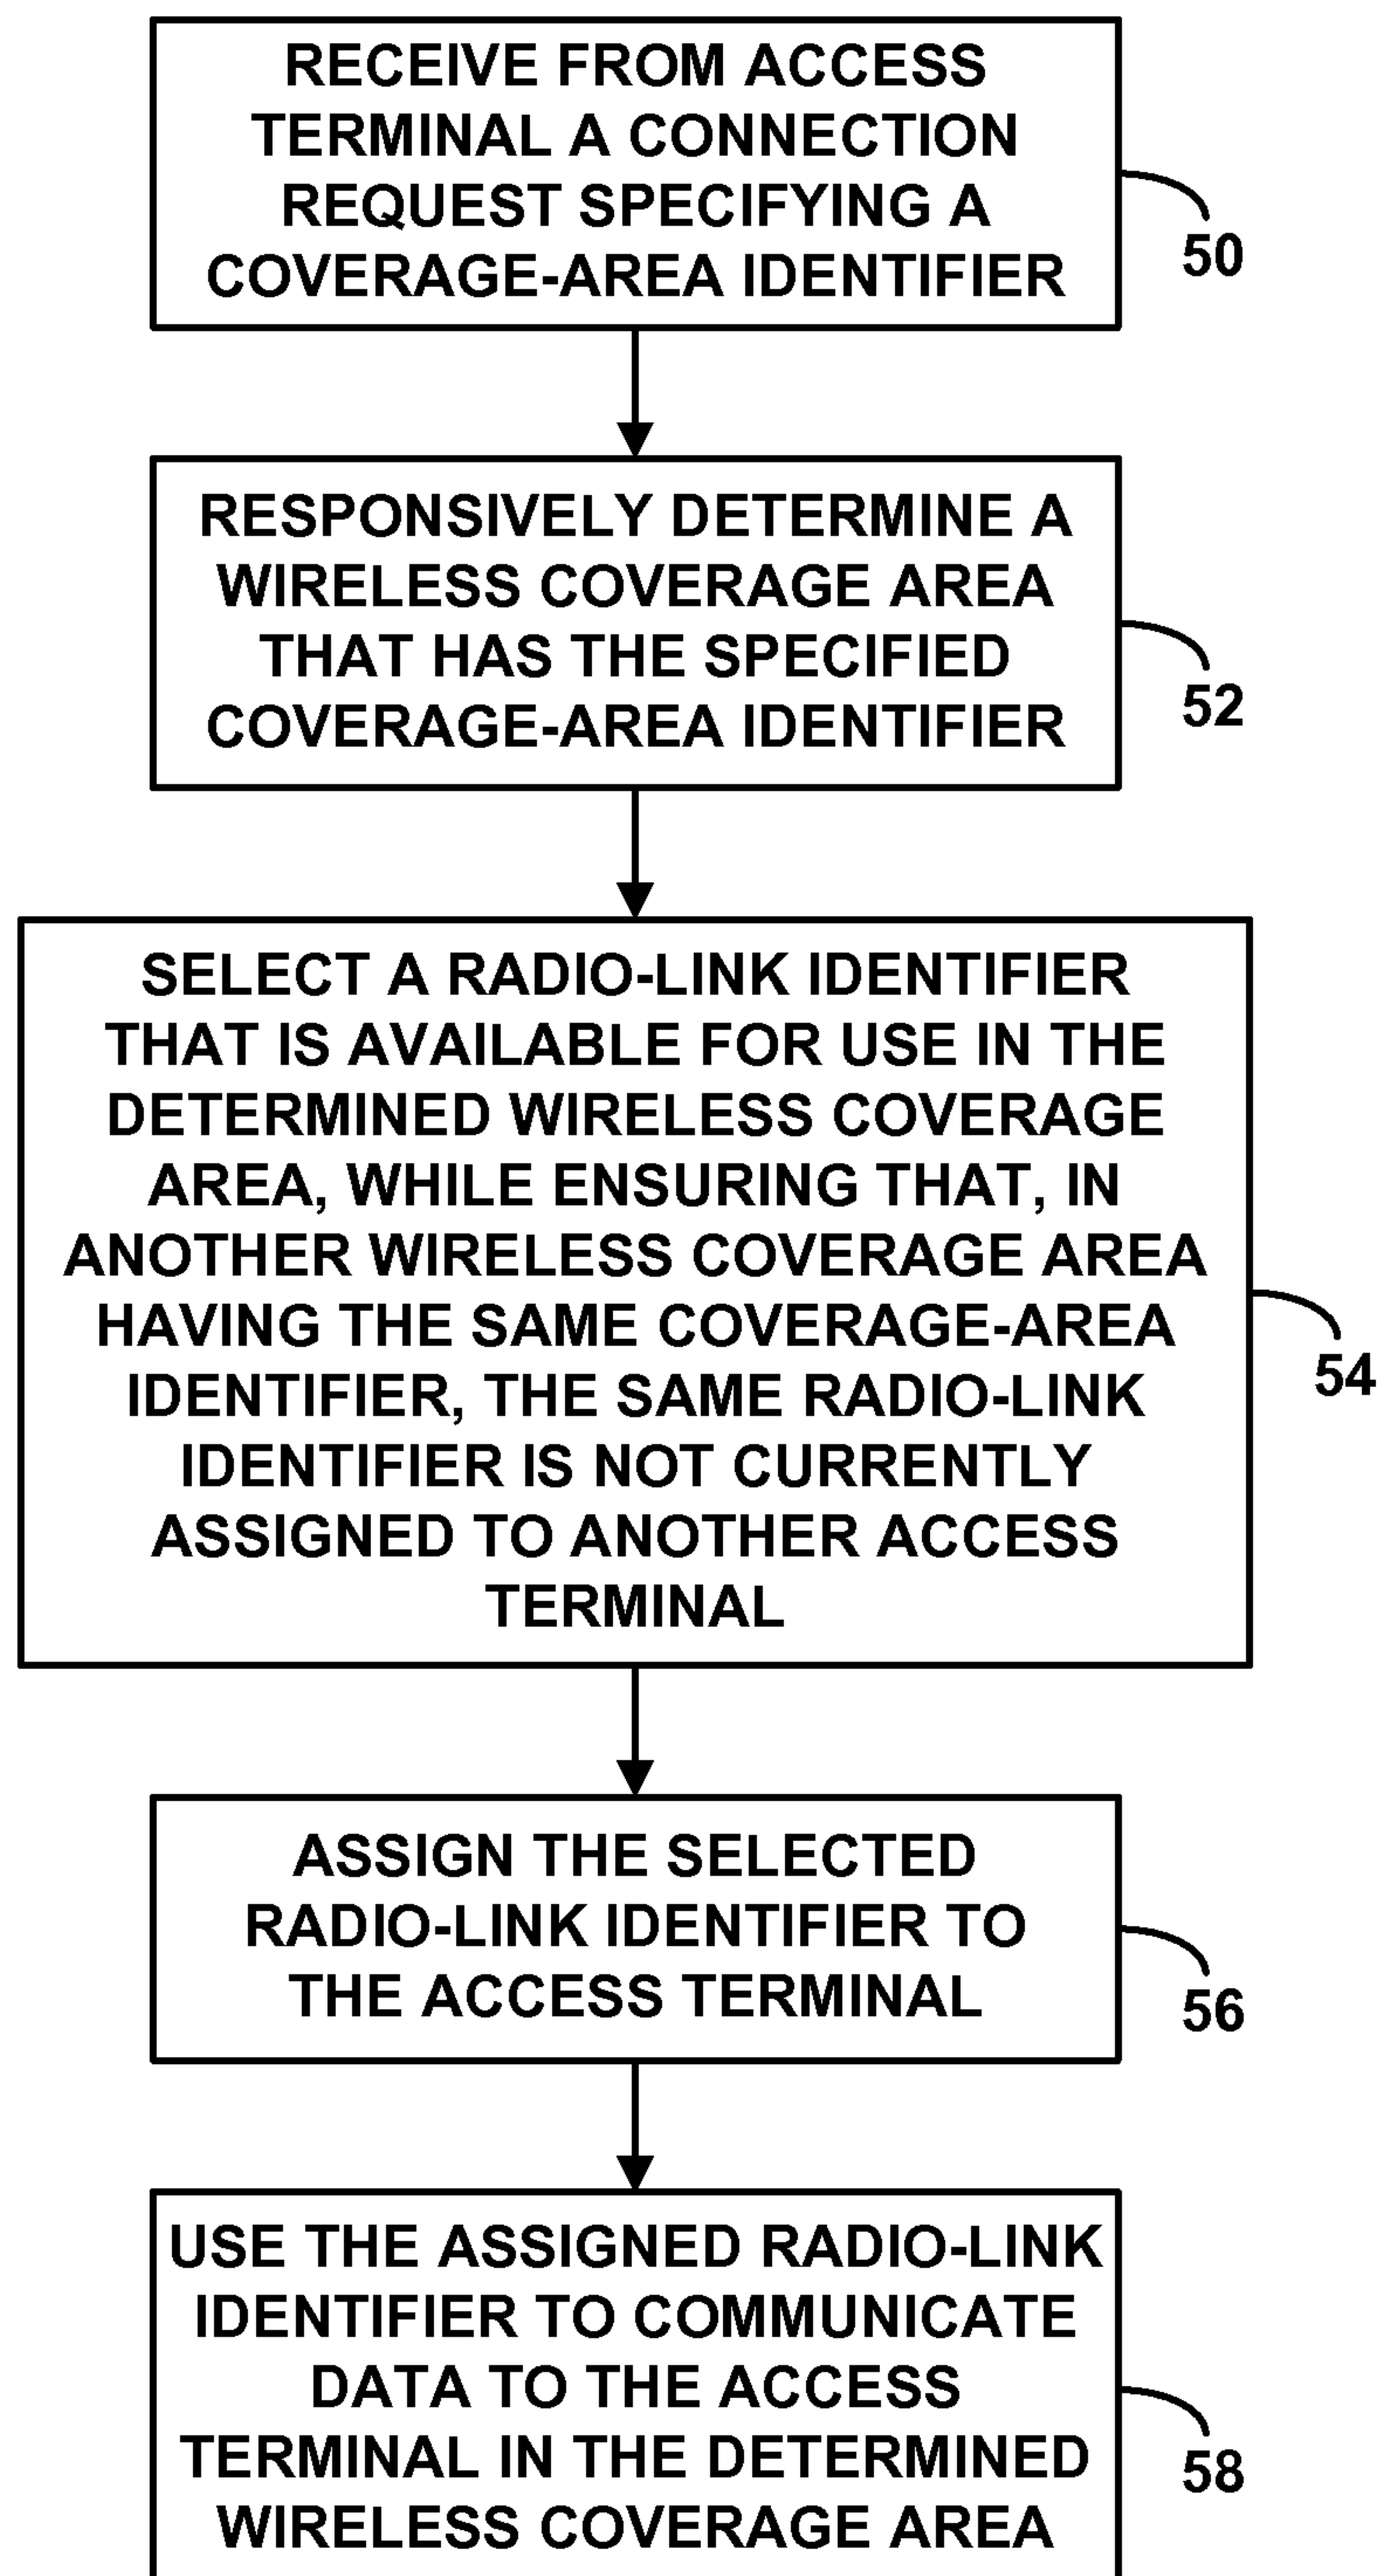 RECEIVE FROM ACCESS
TERMINAL A CONNECTION
REQUEST SPECIFYING A
COVERAGE-AREA IDENTIFIER
50
RESPONSIVELY DETERMINE A
WIRELESS COVERAGE AREA
THAT HAS THE SPECIFIED
COVERAGE-AREA IDENTIFIER
52
SELECT A RADIO-LINK IDENTIFIER
THAT IS AVAILABLE FOR USE IN THE
DETERMINED WIRELESS COVERAGE
AREA, WHILE ENSURING THAT, IN
ANOTHER WIRELESS COVERAGE AREA
HAVING THE SAME COVERAGE-AREA
IDENTIFIER, THE SAME RADIO-LINK
IDENTIFIER IS NOT CURRENTLY
ASSIGNED TO ANOTHER ACCESS
TERMINAL
54
ASSIGN THE SELECTED
RADIO-LINK IDENTIFIER TO
THE ACCESS TERMINAL
56
USE THE ASSIGNED RADIO-LINK
IDENTIFIER TO COMMUNICATE
DATA TO THE ACCESS
TERMINAL IN THE DETERMINED
WIRELESS COVERAGE AREA
58